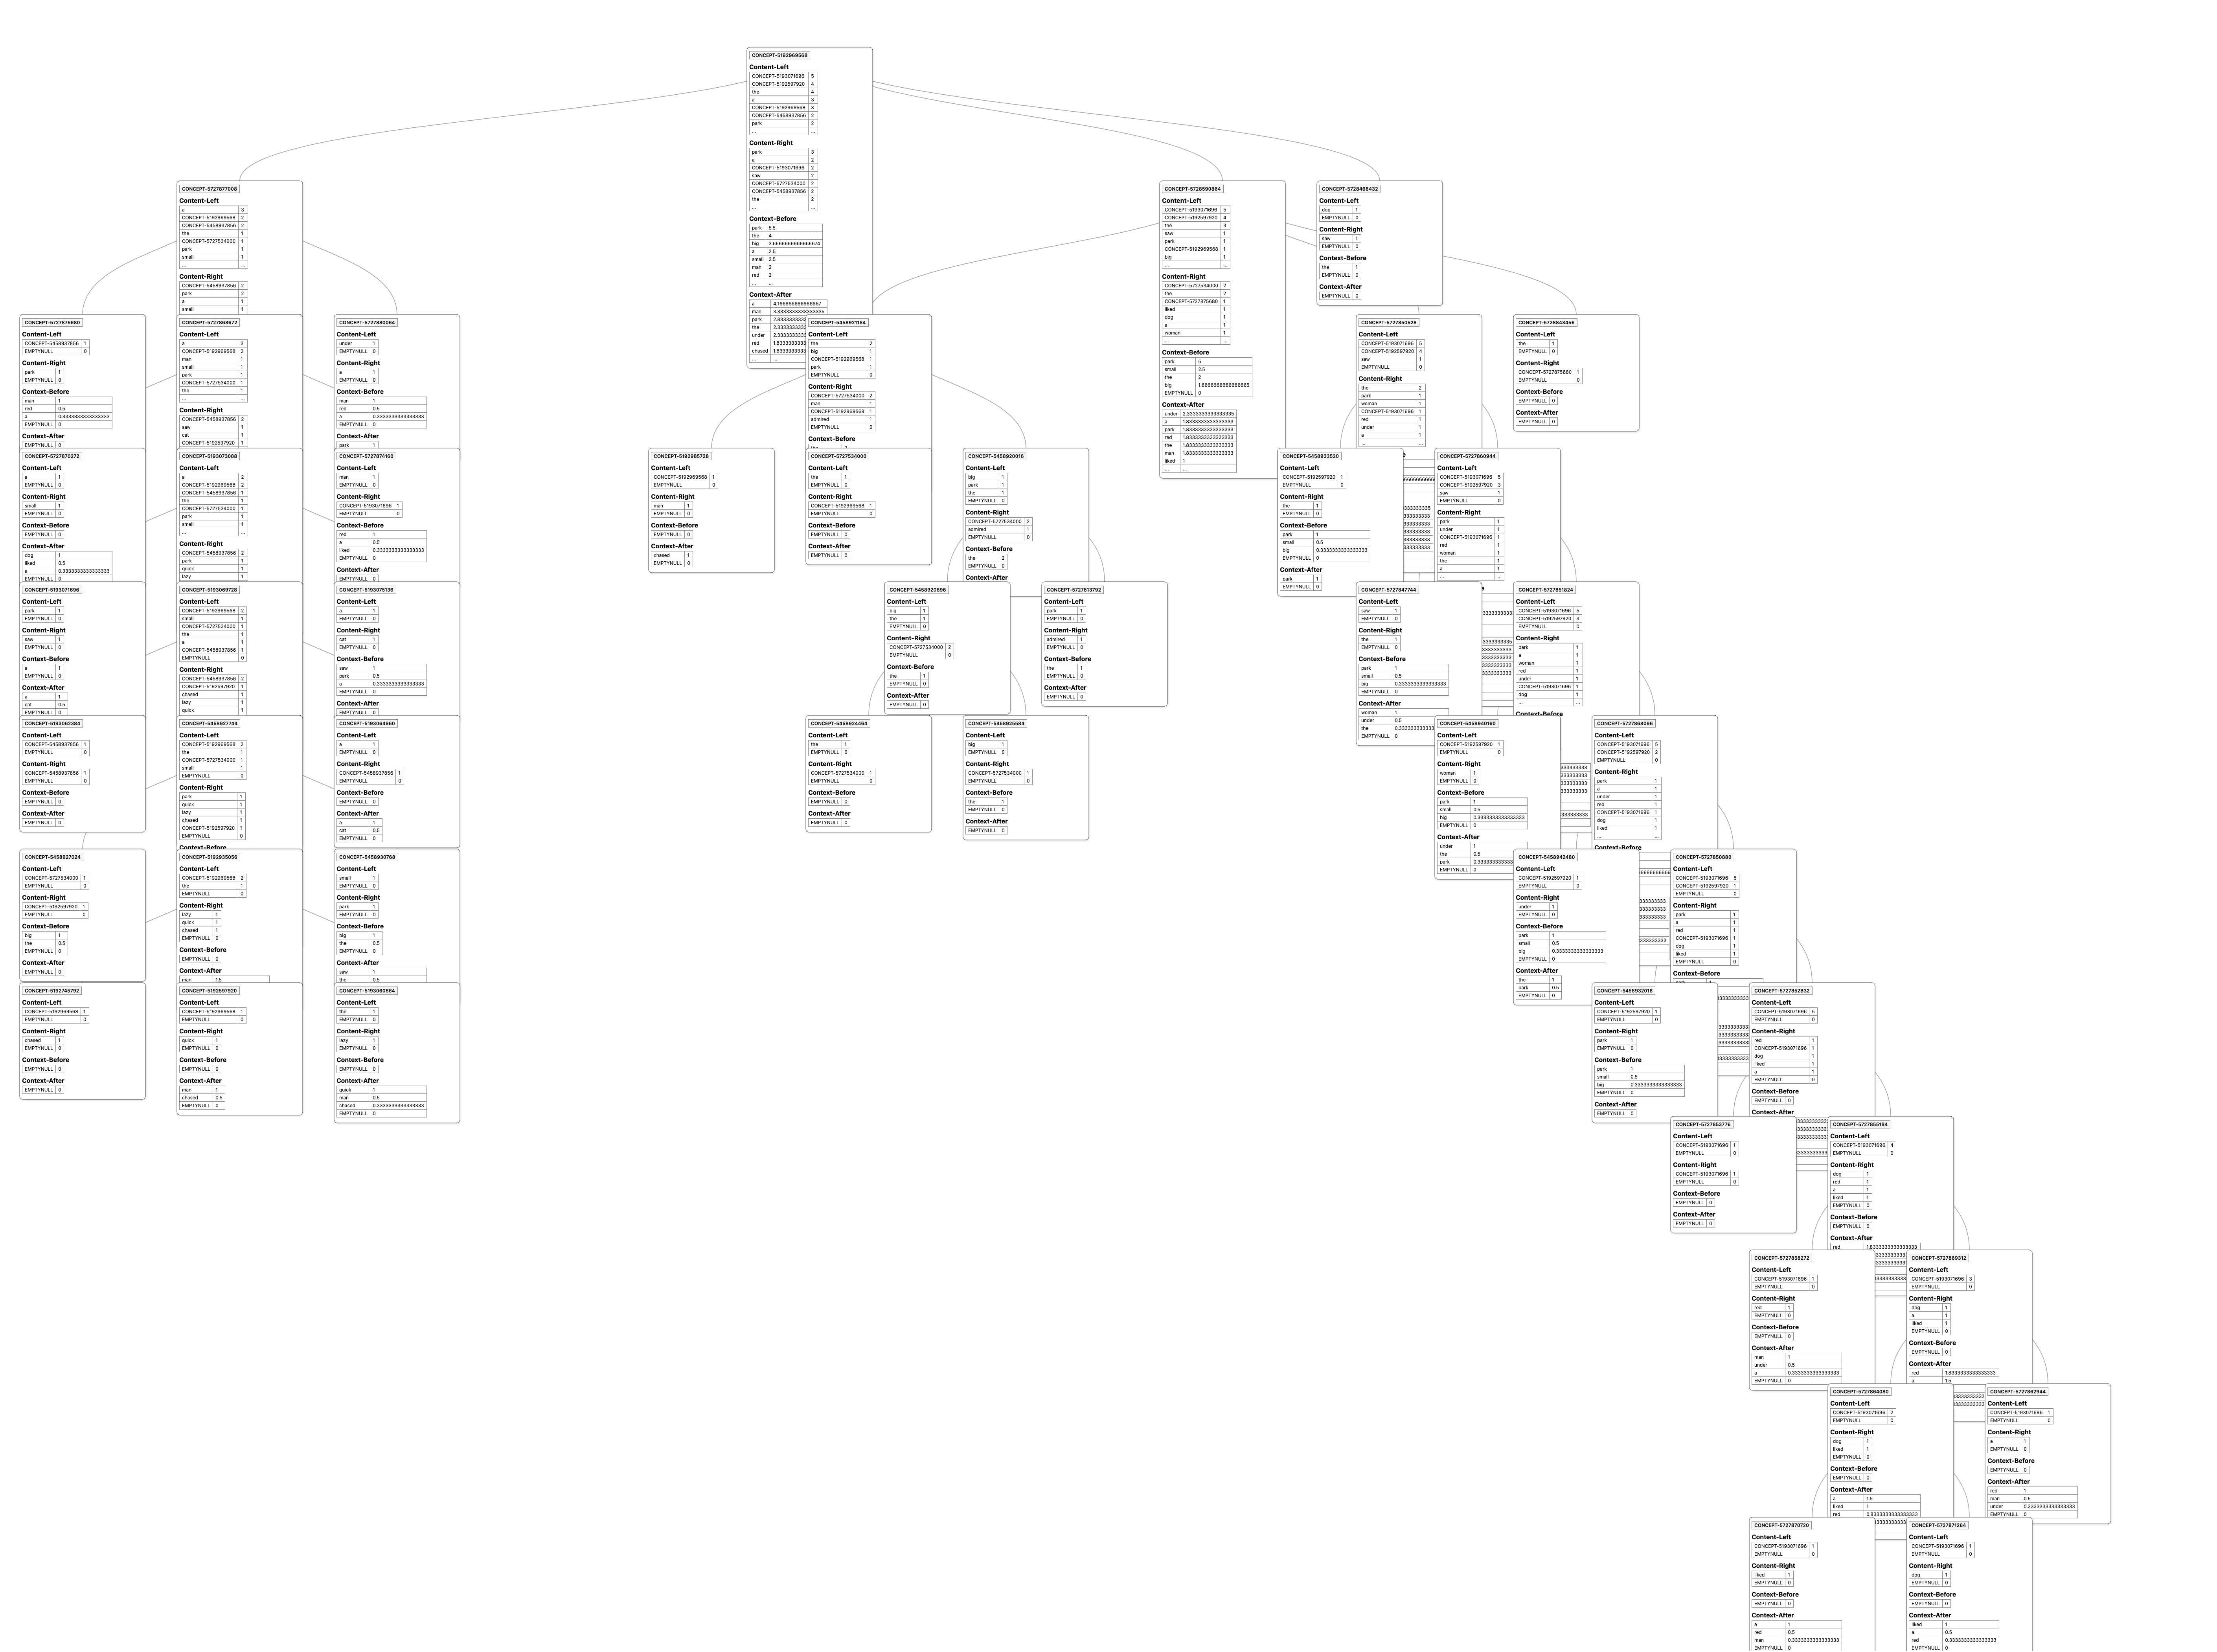 CONCEPT-5192969568
Content-Left
CONCEPT-5193071696 5
CONCEPT-5192597920 4
the 4
a 3
CONCEPT-5192969568 3
CONCEPT-5458937856 2
park 2
... ...
Content-Right
park 3
a 2
CONCEPT-5193071696 2
saw 2
CONCEPT-5727534000 2
CONCEPT-5458937856 2
the 2
... ...
Context-Before
park 5.5
the 4
big 3.6666666666666674
a 2.5
small 2.5
man 2
red 2
... ...
Context-After
a 4.166666666666667
man 3.3333333333333335
park 2.8333333333
the 2.3333333333
under 2.3333333333
red 1.8333333333
chased 1.8333333333
... ...
CONCEPT-5727877008
Content-Left
a 3
CONCEPT-5192969568 2
CONCEPT-5458937856 2
the 1
CONCEPT-5727534000 1
park 1
small 1
... ...
Content-Right
CONCEPT-5458937856 2
park 2
a 1
small 1
CONCEPT-5728590864
Content-Left
CONCEPT-5193071696 5
CONCEPT-5192597920 4
the 3
saw 1
park 1
CONCEPT-5192969568 1
big 1
... ...
Content-Right
CONCEPT-5727534000 2
the 2
CONCEPT-5727875680 1
liked 1
dog 1
a 1
woman 1
... ...
Context-Before
park 5
small 2.5
the 2
big 1.6666666666666665
EMPTYNULL 0
Context-After
under 2.3333333333333335
a 1.8333333333333333
park 1.8333333333333333
red 1.8333333333333333
the 1.8333333333333333
man 1.8333333333333333
liked 1
... ...
CONCEPT-5728468432
Content-Left
dog 1
EMPTYNULL 0
Content-Right
saw 1
EMPTYNULL 0
Context-Before
the 1
EMPTYNULL 0
Context-After
EMPTYNULL 0
CONCEPT-5727875680
Content-Left
CONCEPT-5458937856 1
EMPTYNULL 0
Content-Right
park 1
EMPTYNULL 0
Context-Before
man 1
red 0.5
a 0.3333333333333333
EMPTYNULL 0
Context-After
EMPTYNULL 0
CONCEPT-5727868672
Content-Left
a 3
CONCEPT-5192969568 2
man 1
small 1
park 1
CONCEPT-5727534000 1
the 1
... ...
Content-Right
CONCEPT-5458937856 2
saw 1
cat 1
CONCEPT-5192597920 1
CONCEPT-5727880064
Content-Left
under 1
EMPTYNULL 0
Content-Right
a 1
EMPTYNULL 0
Context-Before
man 1
red 0.5
a 0.3333333333333333
EMPTYNULL 0
Context-After
park 1
CONCEPT-5458921184
Content-Left
the 2
big 1
CONCEPT-5192969568 1
park 1
EMPTYNULL 0
Content-Right
CONCEPT-5727534000 2
man 1
CONCEPT-5192969568 1
admired 1
EMPTYNULL 0
Context-Before
CONCEPT-5727850528
Content-Left
CONCEPT-5193071696 5
CONCEPT-5192597920 4
saw 1
EMPTYNULL 0
Content-Right
the 2
park 1
woman 1
CONCEPT-5193071696 1
red 1
under 1
a 1
... ...
CONCEPT-5728843456
Content-Left
the 1
EMPTYNULL 0
Content-Right
CONCEPT-5727875680 1
EMPTYNULL 0
Context-Before
EMPTYNULL 0
Context-After
EMPTYNULL 0
CONCEPT-5727870272
Content-Left
a 1
EMPTYNULL 0
Content-Right
small 1
EMPTYNULL 0
Context-Before
EMPTYNULL 0
Context-After
dog 1
liked 0.5
a 0.3333333333333333
EMPTYNULL 0
CONCEPT-5193073088
Content-Left
a 2
CONCEPT-5192969568 2
CONCEPT-5458937856 1
the 1
CONCEPT-5727534000 1
park 1
small 1
... ...
Content-Right
CONCEPT-5458937856 2
park 1
quick 1
lazy 1
CONCEPT-5727874160
Content-Left
man 1
EMPTYNULL 0
Content-Right
CONCEPT-5193071696 1
EMPTYNULL 0
Context-Before
red 1
a 0.5
liked 0.3333333333333333
EMPTYNULL 0
Context-After
EMPTYNULL 0
CONCEPT-5192985728
Content-Left
CONCEPT-5192969568 1
EMPTYNULL 0
Content-Right
man 1
EMPTYNULL 0
Context-Before
EMPTYNULL 0
Context-After
chased 1
EMPTYNULL 0
CONCEPT-5727534000
Content-Left
the 1
EMPTYNULL 0
Content-Right
CONCEPT-5192969568 1
EMPTYNULL 0
Context-Before
EMPTYNULL 0
Context-After
EMPTYNULL 0
CONCEPT-5458920016
Content-Left
big 1
park 1
the 1
EMPTYNULL 0
Content-Right
CONCEPT-5727534000 2
admired 1
EMPTYNULL 0
Context-Before
the 2
EMPTYNULL 0
Context-After
CONCEPT-5458933520
Content-Left
CONCEPT-5192597920 1
EMPTYNULL 0
Content-Right
the 1
EMPTYNULL 0
Context-Before
park 1
small 0.5
big 0.3333333333333333
EMPTYNULL 0
Context-After
park 1
EMPTYNULL 0
CONCEPT-5727860944
Content-Left
CONCEPT-5193071696 5
CONCEPT-5192597920 3
saw 1
EMPTYNULL 0
Content-Right
park 1
under 1
CONCEPT-5193071696 1
red 1
woman 1
the 1
a 1
... ...
CONCEPT-5193071696
Content-Left
park 1
EMPTYNULL 0
Content-Right
saw 1
EMPTYNULL 0
Context-Before
a 1
EMPTYNULL 0
Context-After
a 1
cat 0.5
EMPTYNULL 0
CONCEPT-5193069728
Content-Left
CONCEPT-5192969568 2
small 1
CONCEPT-5727534000 1
the 1
a 1
CONCEPT-5458937856 1
EMPTYNULL 0
Content-Right
CONCEPT-5458937856 2
CONCEPT-5192597920 1
chased 1
lazy 1
quick 1
CONCEPT-5193075136
Content-Left
a 1
EMPTYNULL 0
Content-Right
cat 1
EMPTYNULL 0
Context-Before
saw 1
park 0.5
a 0.3333333333333333
EMPTYNULL 0
Context-After
EMPTYNULL 0
CONCEPT-5458920896
Content-Left
big 1
the 1
EMPTYNULL 0
Content-Right
CONCEPT-5727534000 2
EMPTYNULL 0
Context-Before
the 1
EMPTYNULL 0
Context-After
EMPTYNULL 0
CONCEPT-5727813792
Content-Left
park 1
EMPTYNULL 0
Content-Right
admired 1
EMPTYNULL 0
Context-Before
the 1
EMPTYNULL 0
Context-After
EMPTYNULL 0
CONCEPT-5727847744
Content-Left
saw 1
EMPTYNULL 0
Content-Right
the 1
EMPTYNULL 0
Context-Before
park 1
small 0.5
big 0.3333333333333333
EMPTYNULL 0
Context-After
woman 1
under 0.5
the 0.3333333333
EMPTYNULL 0
CONCEPT-5727851824
Content-Left
CONCEPT-5193071696 5
CONCEPT-5192597920 3
EMPTYNULL 0
Content-Right
park 1
a 1
woman 1
red 1
under 1
CONCEPT-5193071696 1
dog 1
... ...
Context-Before
CONCEPT-5193062384
Content-Left
CONCEPT-5458937856 1
EMPTYNULL 0
Content-Right
CONCEPT-5458937856 1
EMPTYNULL 0
Context-Before
EMPTYNULL 0
Context-After
EMPTYNULL 0
CONCEPT-5458927744
Content-Left
CONCEPT-5192969568 2
the 1
CONCEPT-5727534000 1
small 1
EMPTYNULL 0
Content-Right
park 1
quick 1
lazy 1
chased 1
CONCEPT-5192597920 1
EMPTYNULL 0
Context-Before
CONCEPT-5193064960
Content-Left
a 1
EMPTYNULL 0
Content-Right
CONCEPT-5458937856 1
EMPTYNULL 0
Context-Before
EMPTYNULL 0
Context-After
a 1
cat 0.5
EMPTYNULL 0
CONCEPT-5458924464
Content-Left
the 1
EMPTYNULL 0
Content-Right
CONCEPT-5727534000 1
EMPTYNULL 0
Context-Before
EMPTYNULL 0
Context-After
EMPTYNULL 0
CONCEPT-5458925584
Content-Left
big 1
EMPTYNULL 0
Content-Right
CONCEPT-5727534000 1
EMPTYNULL 0
Context-Before
the 1
EMPTYNULL 0
Context-After
EMPTYNULL 0
CONCEPT-5458940160
Content-Left
CONCEPT-5192597920 1
EMPTYNULL 0
Content-Right
woman 1
EMPTYNULL 0
Context-Before
park 1
small 0.5
big 0.3333333333333333
EMPTYNULL 0
Context-After
under 1
the 0.5
park 0.3333333333
EMPTYNULL 0
CONCEPT-5727868096
Content-Left
CONCEPT-5193071696 5
CONCEPT-5192597920 2
EMPTYNULL 0
Content-Right
park 1
a 1
under 1
red 1
CONCEPT-5193071696 1
dog 1
liked 1
... ...
Context-Before
CONCEPT-5458927024
Content-Left
CONCEPT-5727534000 1
EMPTYNULL 0
Content-Right
CONCEPT-5192597920 1
EMPTYNULL 0
Context-Before
big 1
the 0.5
EMPTYNULL 0
Context-After
EMPTYNULL 0
CONCEPT-5192935056
Content-Left
CONCEPT-5192969568 2
the 1
EMPTYNULL 0
Content-Right
lazy 1
quick 1
chased 1
EMPTYNULL 0
Context-Before
EMPTYNULL 0
Context-After
man 1.5
CONCEPT-5458930768
Content-Left
small 1
EMPTYNULL 0
Content-Right
park 1
EMPTYNULL 0
Context-Before
big 1
the 0.5
EMPTYNULL 0
Context-After
saw 1
the 0.5
CONCEPT-5458942480
Content-Left
CONCEPT-5192597920 1
EMPTYNULL 0
Content-Right
under 1
EMPTYNULL 0
Context-Before
park 1
small 0.5
big 0.3333333333333333
EMPTYNULL 0
Context-After
the 1
park 0.5
EMPTYNULL 0
CONCEPT-5727850880
Content-Left
CONCEPT-5193071696 5
CONCEPT-5192597920 1
EMPTYNULL 0
Content-Right
park 1
a 1
red 1
CONCEPT-5193071696 1
dog 1
liked 1
EMPTYNULL 0
Context-Before
CONCEPT-5192745792
Content-Left
CONCEPT-5192969568 1
EMPTYNULL 0
Content-Right
chased 1
EMPTYNULL 0
Context-Before
EMPTYNULL 0
Context-After
EMPTYNULL 0
CONCEPT-5192597920
Content-Left
CONCEPT-5192969568 1
EMPTYNULL 0
Content-Right
quick 1
EMPTYNULL 0
Context-Before
EMPTYNULL 0
Context-After
man 1
chased 0.5
EMPTYNULL 0
CONCEPT-5193060864
Content-Left
the 1
EMPTYNULL 0
Content-Right
lazy 1
EMPTYNULL 0
Context-Before
EMPTYNULL 0
Context-After
quick 1
man 0.5
chased 0.3333333333333333
EMPTYNULL 0
CONCEPT-5458932016
Content-Left
CONCEPT-5192597920 1
EMPTYNULL 0
Content-Right
park 1
EMPTYNULL 0
Context-Before
park 1
small 0.5
big 0.3333333333333333
EMPTYNULL 0
Context-After
EMPTYNULL 0
CONCEPT-5727852832
Content-Left
CONCEPT-5193071696 5
EMPTYNULL 0
Content-Right
red 1
CONCEPT-5193071696 1
dog 1
liked 1
a 1
EMPTYNULL 0
Context-Before
EMPTYNULL 0
Context-After
CONCEPT-5727853776
Content-Left
CONCEPT-5193071696 1
EMPTYNULL 0
Content-Right
CONCEPT-5193071696 1
EMPTYNULL 0
Context-Before
EMPTYNULL 0
Context-After
EMPTYNULL 0
CONCEPT-5727855184
Content-Left
CONCEPT-5193071696 4
EMPTYNULL 0
Content-Right
dog 1
red 1
a 1
liked 1
EMPTYNULL 0
Context-Before
EMPTYNULL 0
Context-After
red 1.8333333333333333
CONCEPT-5727858272
Content-Left
CONCEPT-5193071696 1
EMPTYNULL 0
Content-Right
red 1
EMPTYNULL 0
Context-Before
EMPTYNULL 0
Context-After
man 1
under 0.5
a 0.3333333333333333
EMPTYNULL 0
CONCEPT-5727869312
Content-Left
CONCEPT-5193071696 3
EMPTYNULL 0
Content-Right
dog 1
a 1
liked 1
EMPTYNULL 0
Context-Before
EMPTYNULL 0
Context-After
red 1.8333333333333333
a 1.5
CONCEPT-5727864080
Content-Left
CONCEPT-5193071696 2
EMPTYNULL 0
Content-Right
dog 1
liked 1
EMPTYNULL 0
Context-Before
EMPTYNULL 0
Context-After
a 1.5
liked 1
red 0.8333333333333
CONCEPT-5727862944
Content-Left
CONCEPT-5193071696 1
EMPTYNULL 0
Content-Right
a 1
EMPTYNULL 0
Context-Before
EMPTYNULL 0
Context-After
red 1
man 0.5
under 0.3333333333333333
EMPTYNULL 0
CONCEPT-5727870720
Content-Left
CONCEPT-5193071696 1
EMPTYNULL 0
Content-Right
liked 1
EMPTYNULL 0
Context-Before
EMPTYNULL 0
Context-After
a 1
red 0.5
man 0.3333333333333333
EMPTYNULL 0
CONCEPT-5727871264
Content-Left
CONCEPT-5193071696 1
EMPTYNULL 0
Content-Right
dog 1
EMPTYNULL 0
Context-Before
EMPTYNULL 0
Context-After
liked 1
a 0.5
red 0.3333333333333333
EMPTYNULL 0